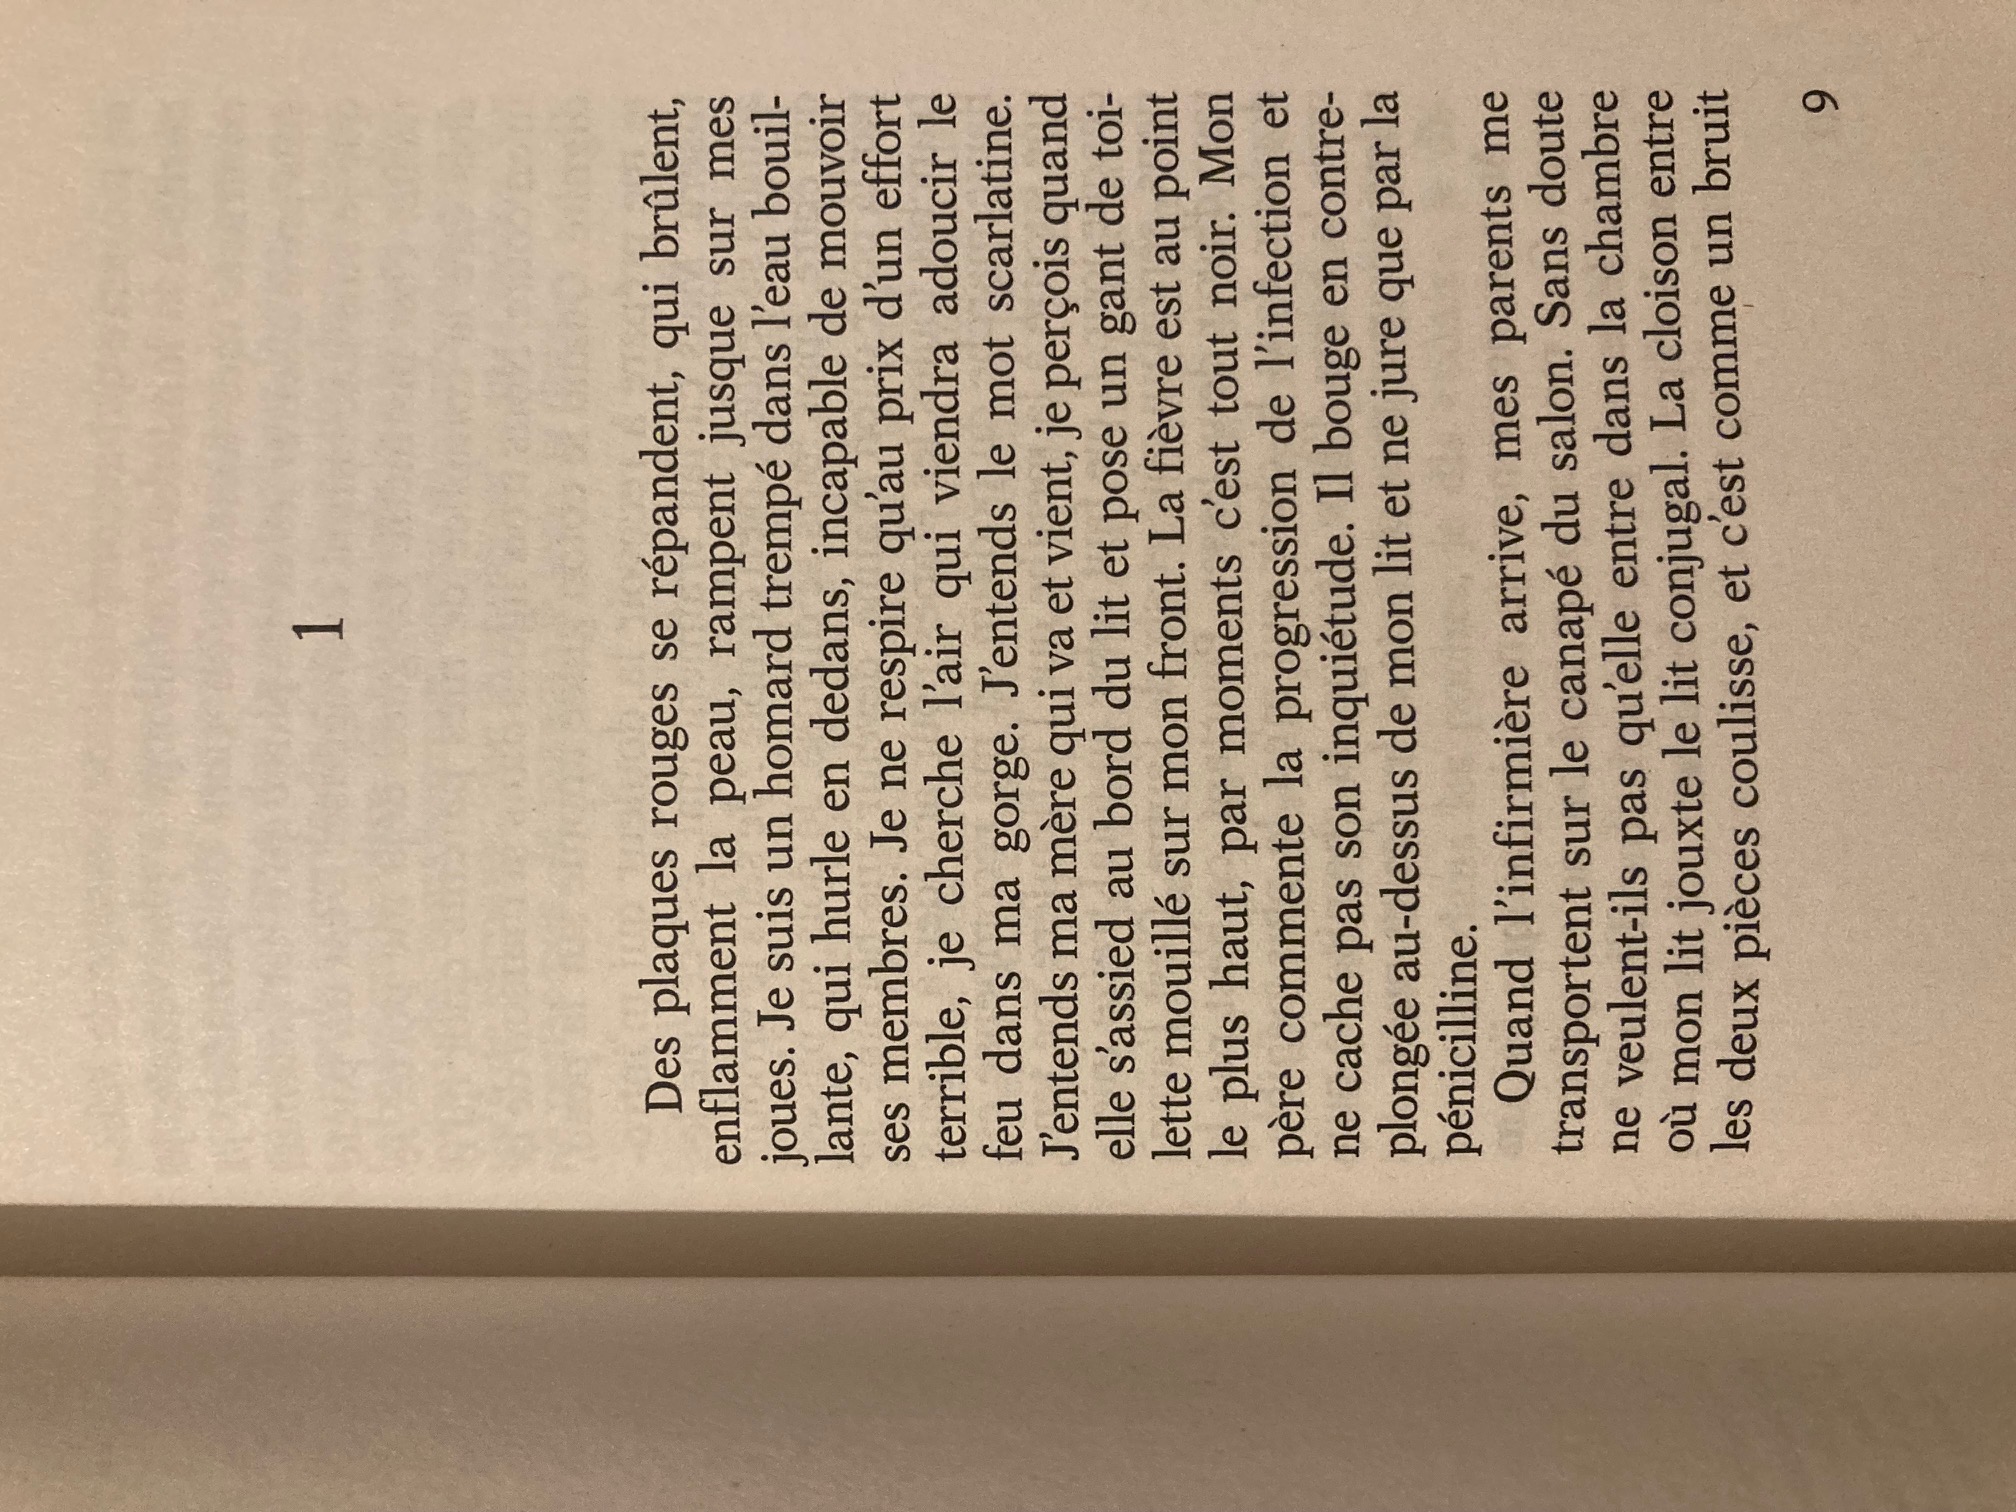 1
Des plaques rouges se répandent, qui brûlent,
enflamment la peau, rampent jusque sur mes
joues. Je suis un homard trempé dans l'eau bouil-
lante, qui hurle en dedans, incapable de mouvoir
ses membres. Je ne respire qu'au prix d'un effort
terrible, je cherche l'air qui viendra adoucir le
feu dans ma gorge. J'entends le mot scarlatine.
J'entends ma mère qui va et vient, je perçois quand
elle s'assied au bord du lit et pose un gant de toi-
lette mouillé sur mon front. La fièvre est au point
le plus haut, par moments c'est tout noir. Mon
père commente la progression de l'infection et
ne cache pas son inquiétude. Il bouge en contre-
plongée au-dessus de mon lit et ne jure que par la
pénicilline.
Quand l'infirmière arrive, mes parents me
transportent sur le canapé du salon. Sans doute
ne veulent-ils pas qu'elle entre dans la chambre
où mon lit jouxte le lit conjugal. La cloison entre
les deux pièces coulisse, et c'est comme un bruit
9